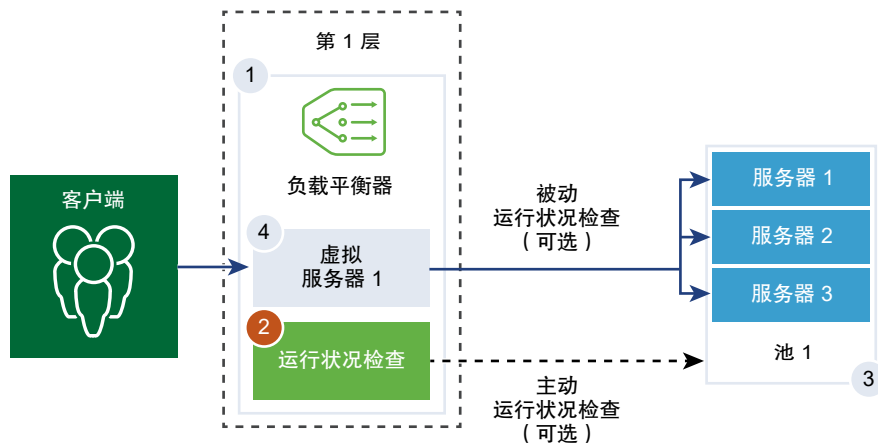 第 1 层
1
负载平衡器
客户端
4
虚拟
服务器 1
2
运行状况检查
被动
运行状况检查
（可选）
主动
运行状况检查
（可选）
服务器 1
服务器 2
服务器 3
池 1
3